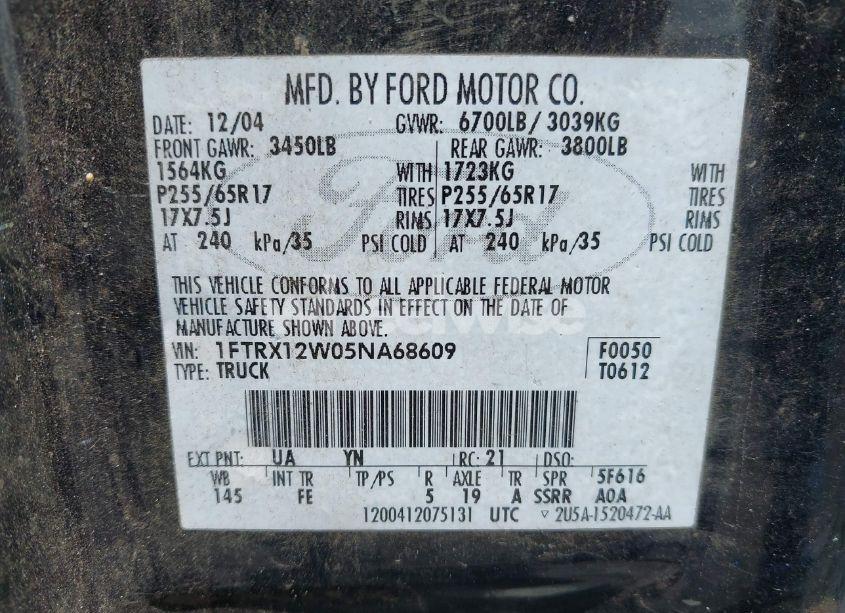 MFD. BY FORD MOTOR CO.
DATE: 12/04 GVWR: 6700LB/ 3039KG
FRONT GAWR: 3450LB REAR GAWR: 3800LB
1564KG WITH 1723KG WITH
P255/65R17 TIRES P255/65R17 TIRES
17X7.5J RIMS 17X7.5J RIMS
AT 240 kPa/35 PSI COLD AT 240 kPa/35 PSI COLD
Ford
THIS VEHICLE CONFORMS TO ALL APPLICABLE FEDERAL MOTOR
VEHICLE SAFETY STANDARDS IN EFFECT ON THE DATE OF
MANUFACTURE SHOWN ABOVE.
VIN: 1FTRX12W05NA68609 F0050
TYPE: TRUCK T0612
EXT PNT: UA YN RC: 21 DSO:
WB INT TR TP/PS R AXLE TR SPR 5F616
145 FE 5 19 A SSRR A0A
1200412075131 UTC ▽ 2U5A-1520472-AA